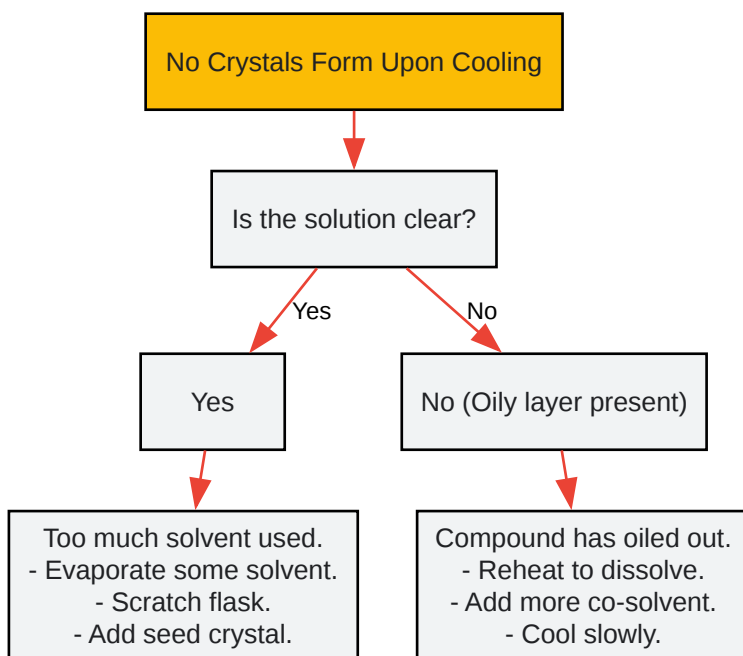 No Crystals Form Upon Cooling
Is the solution clear?
Yes
No
Yes
No (Oily layer present)
Too much solvent used.
- Evaporate some solvent.
- Scratch flask.
- Add seed crystal.
Compound has oiled out.
- Reheat to dissolve.
- Add more co-solvent.
- Cool slowly.